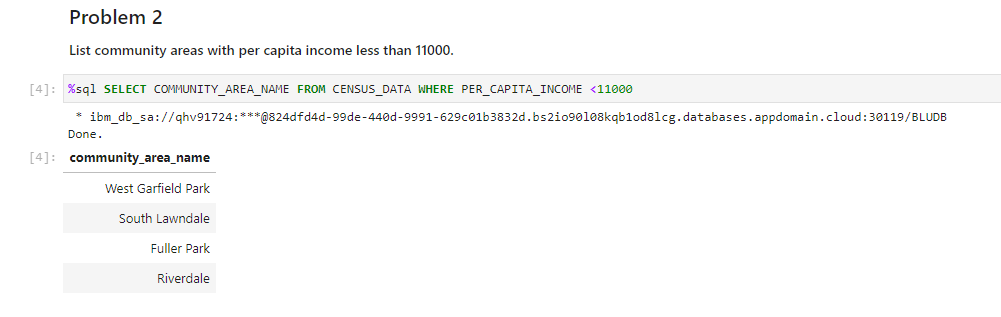 Problem 2
List community areas with per capita income less than 11000.
[4]: %sql SELECT COMMUNITY_AREA_NAME FROM CENSUS_DATA WHERE PER_CAPITA_INCOME <11000
* ibm_db_sa://qhv91724:***@824dfd4d-99de-440d-9991-629c01b3832d.bs2io90l08kqb1od8lcg.databases.appdomain.cloud:30119/BLUDB
Done.
[4]: community_area_name
West Garfield Park
South Lawndale
Fuller Park
Riverdale